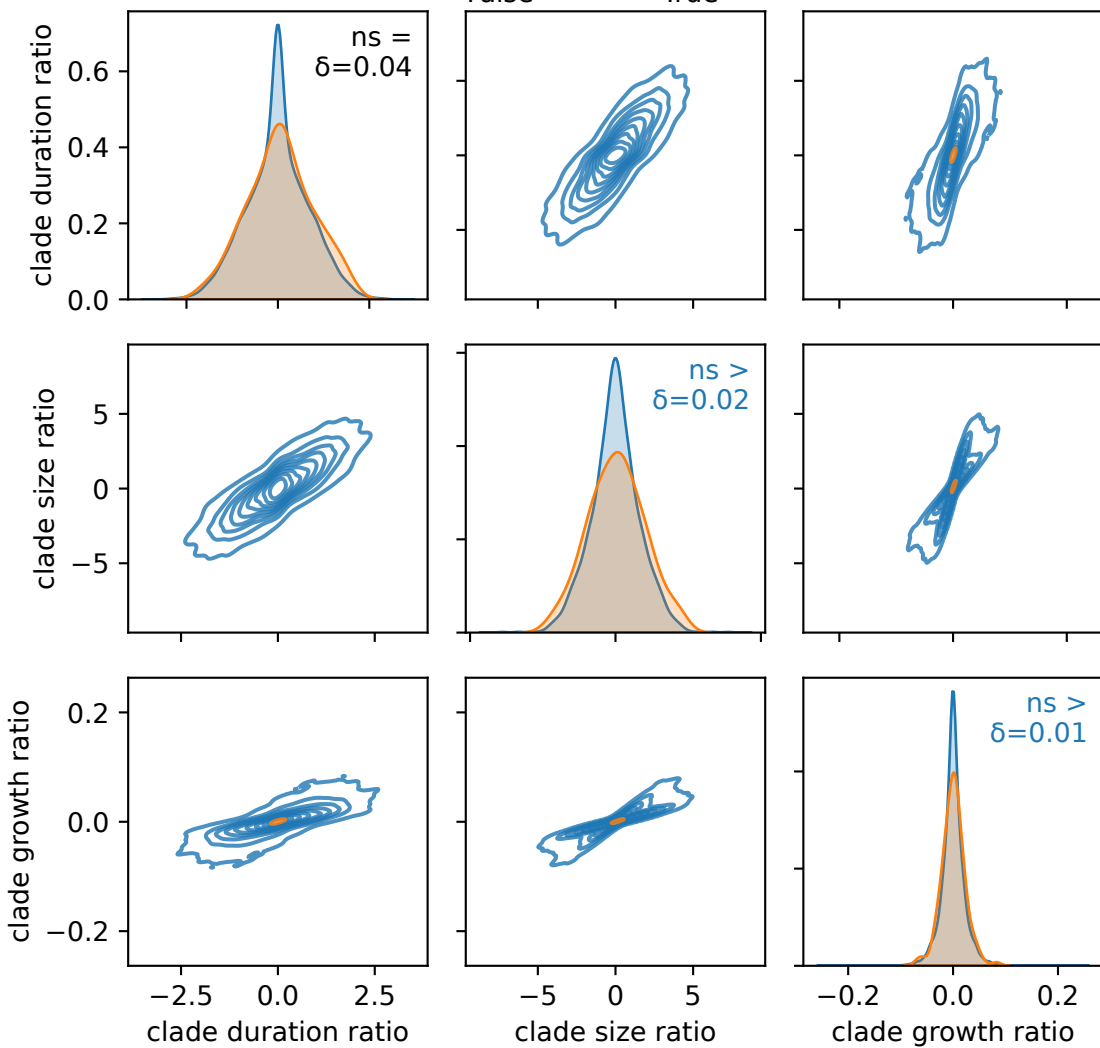 clade duration ratio
0.6
0.4
0.2
0.0
ns =
δ=0.04
clade size ratio
5
0
−5
ns >
δ=0.02
clade growth ratio
0.2
0.0
−0.2
ns >
δ=0.01
−2.5 0.0 2.5
−5 0 5
−0.2 0.0 0.2
clade duration ratio
clade size ratio
clade growth ratio